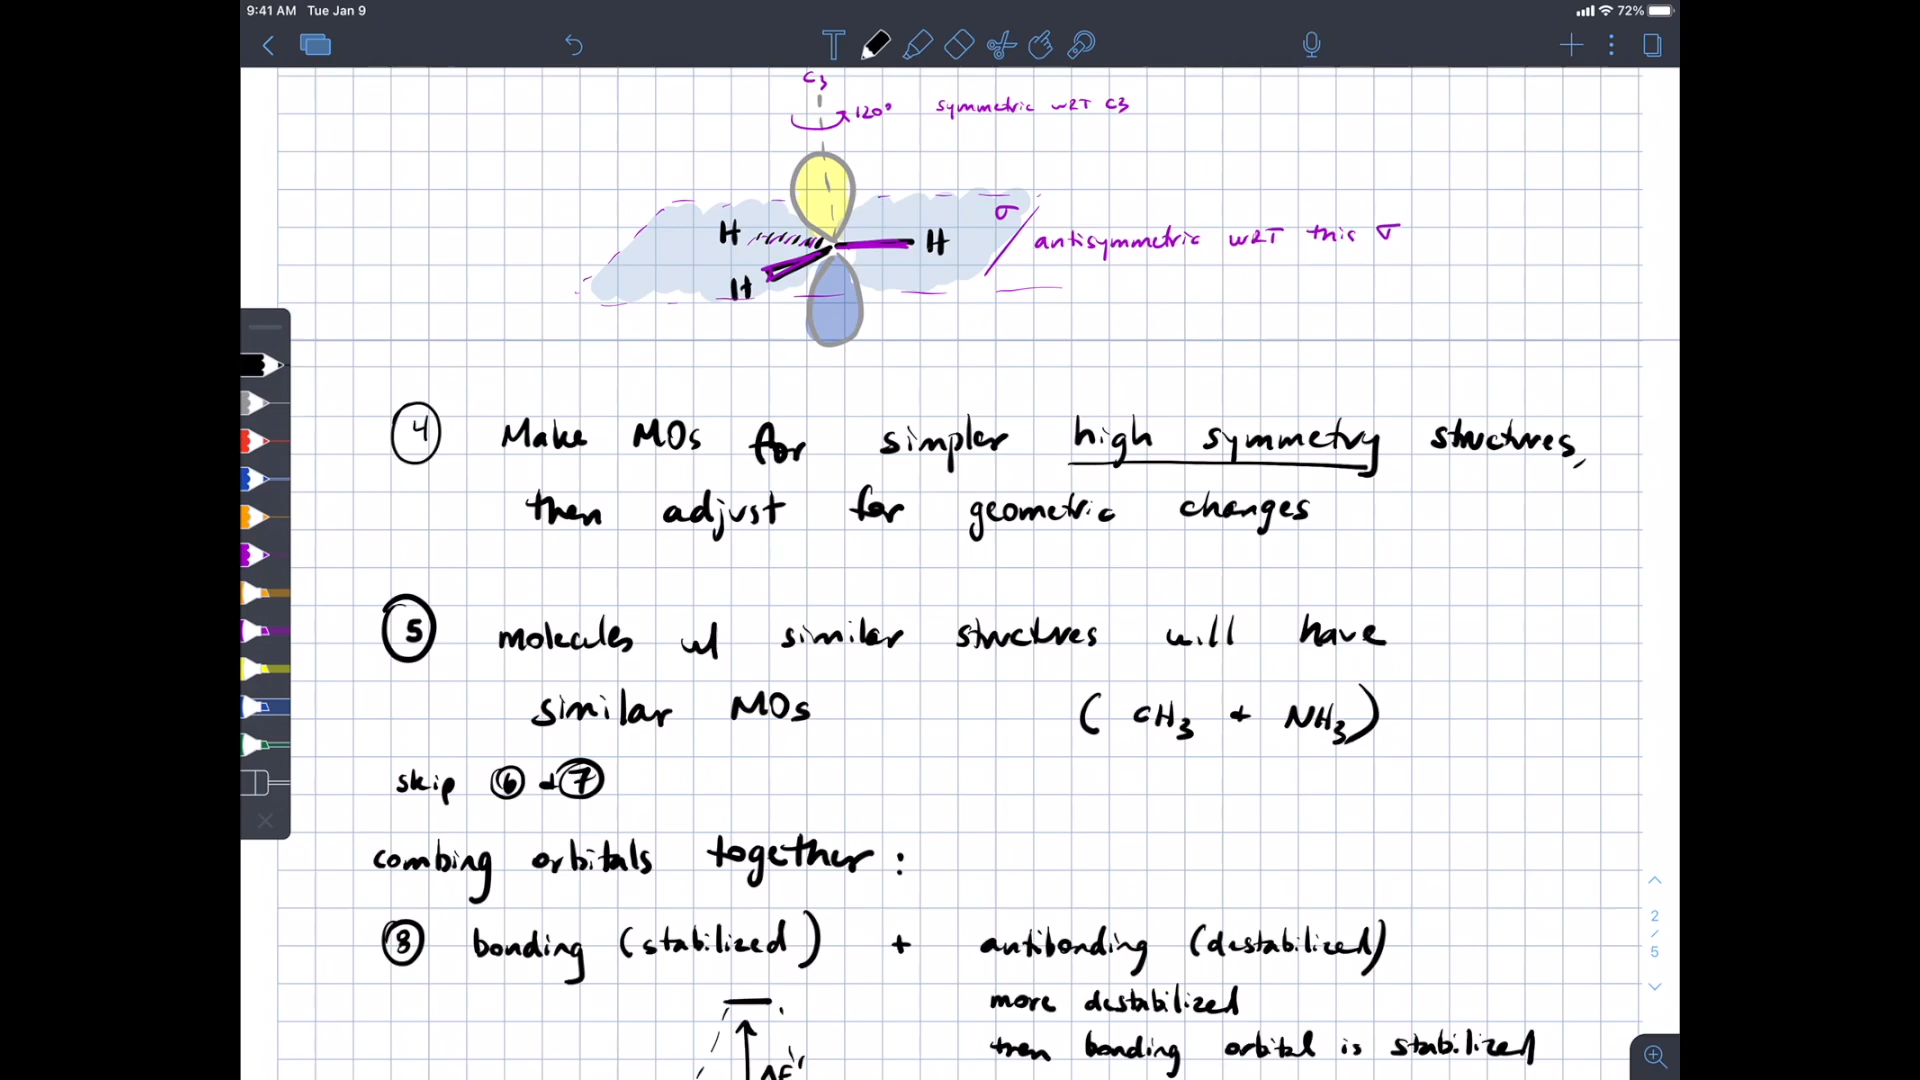 9:41 AM Tue Jan 9
72%
C3
120° symmetric WRT C3
σ
H
H
antisymmetric WRT this σ
H
4 Make MOs for simpler high symmetry structures,
then adjust for geometric changes
5 molecules w/ similar structures will have
similar MOs ( CH3 + NH3)
skip 6 + 7
combing orbitals together :
8 bonding (stabilized) + antibonding (destabilized)
more destabilized
then bonding orbital is stabilized
2
/
5